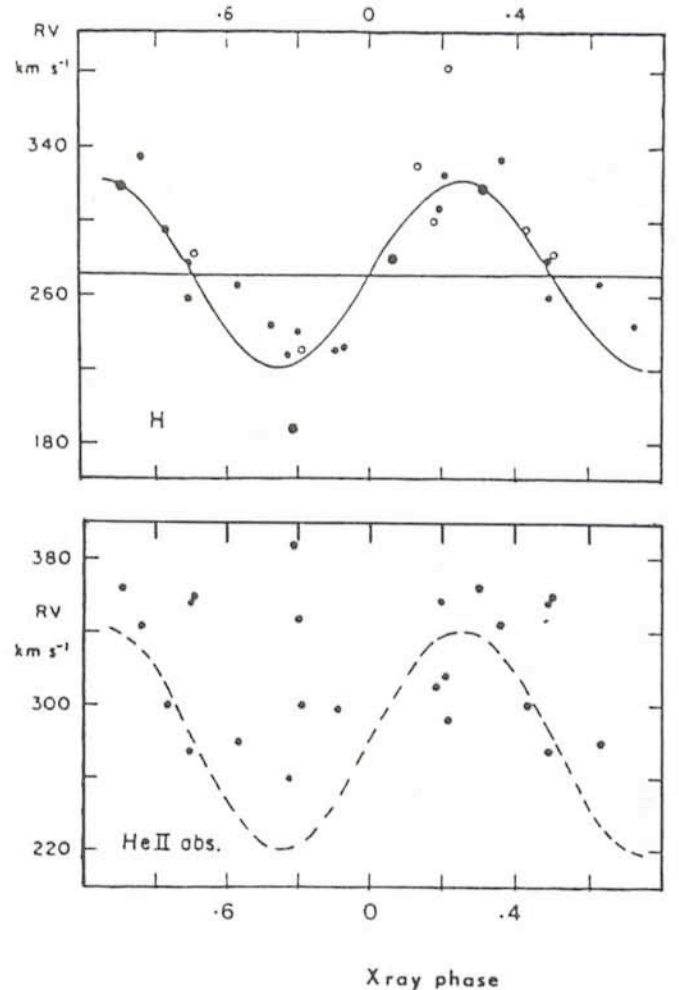 .6 0 .4
RV
km s⁻¹
340
260
180
H
380
RV
km s⁻¹
300
220
He II abs.
.6 0 .4
X ray phase